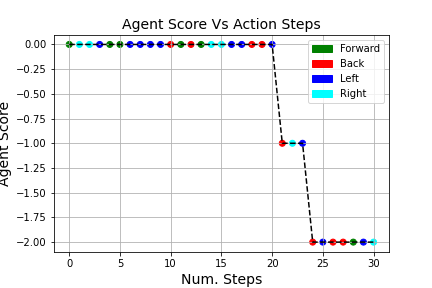 Agent Score Vs Action Steps
0.00
−0.25
−0.50
−0.75
−1.00
−1.25
−1.50
−1.75
−2.00
Agent Score
Forward
Back
Left
Right
0 5 10 15 20 25 30
Num. Steps